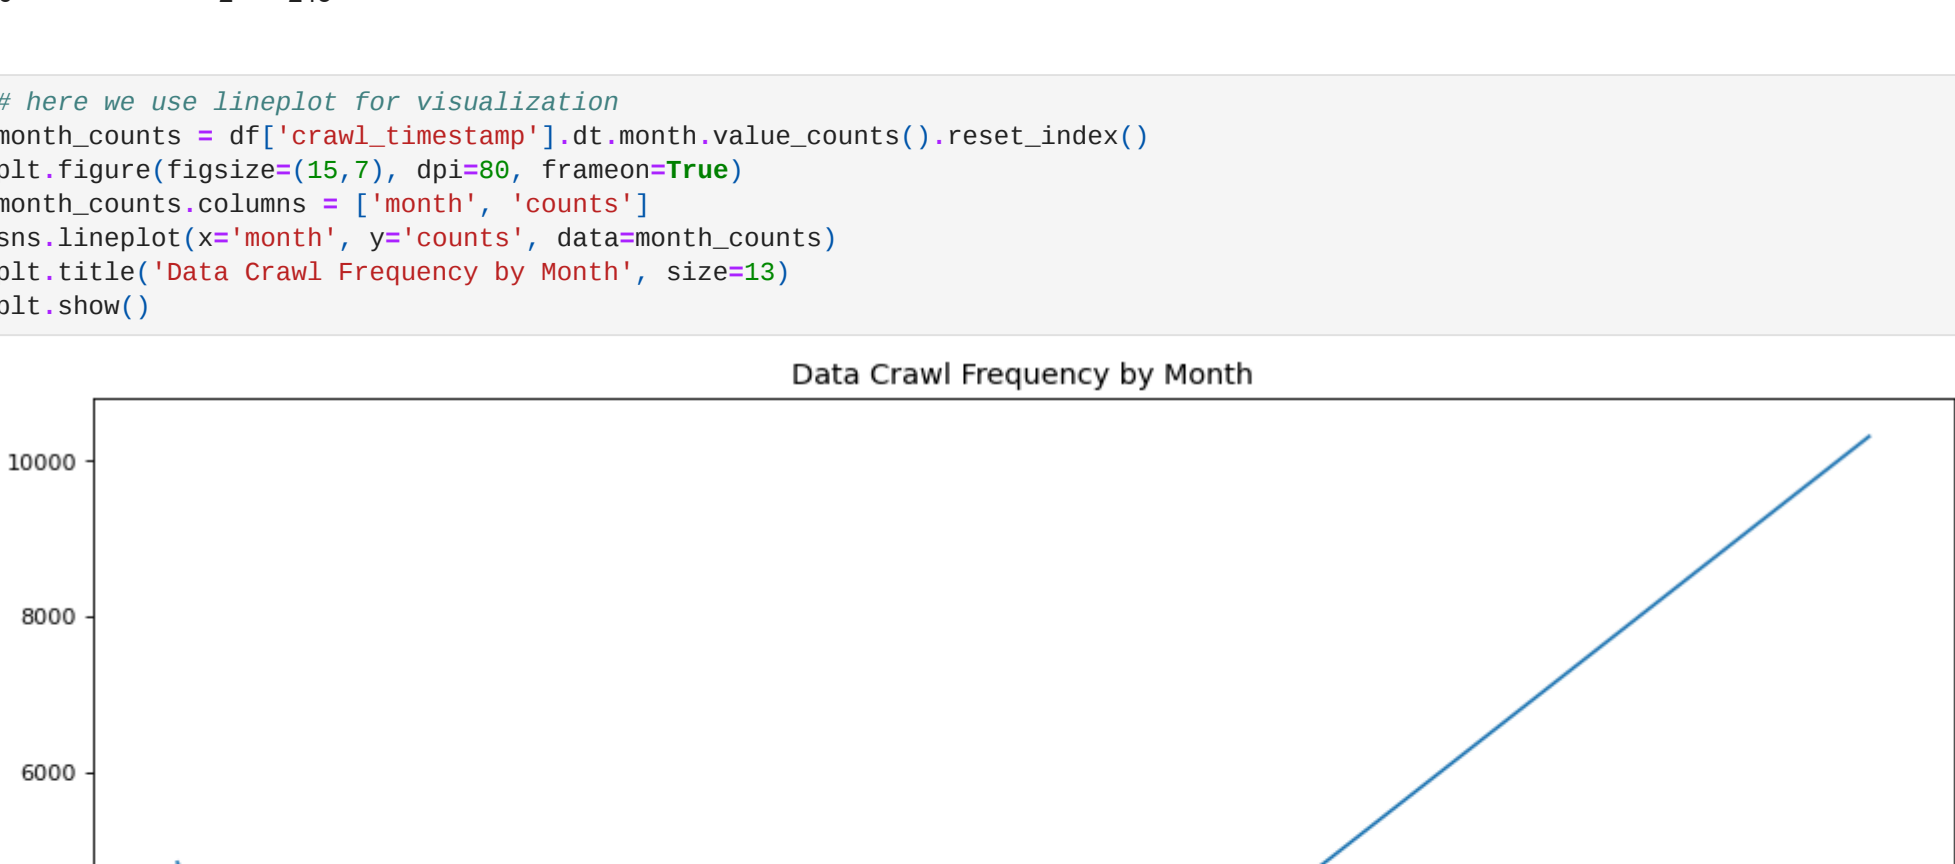 # here we use lineplot for visualization
month_counts = df['crawl_timestamp'].dt.month.value_counts().reset_index()
plt.figure(figsize=(15,7), dpi=80, frameon=True)
month_counts.columns = ['month', 'counts']
sns.lineplot(x='month', y='counts', data=month_counts)
plt.title('Data Crawl Frequency by Month', size=13)
plt.show()
Data Crawl Frequency by Month
10000
8000
6000